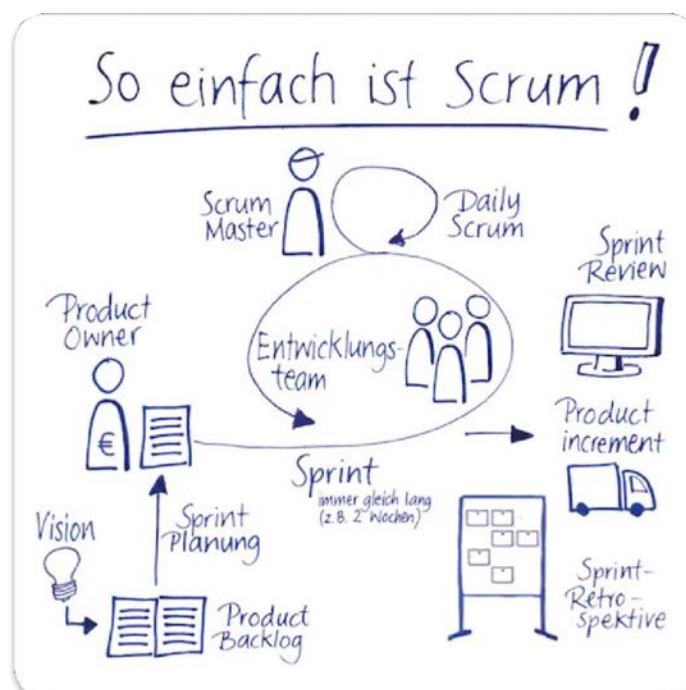 So einfach ist Scrum!
Scrum
Master
Daily
Scrum
Sprint
Review
Product
Owner
Entwicklungs-
team
€
Product
increment
Sprint
immer gleich lang
(z.B. 2 Wochen)
Vision
Sprint
Planung
Product
Backlog
Sprint-
Retro-
spektive